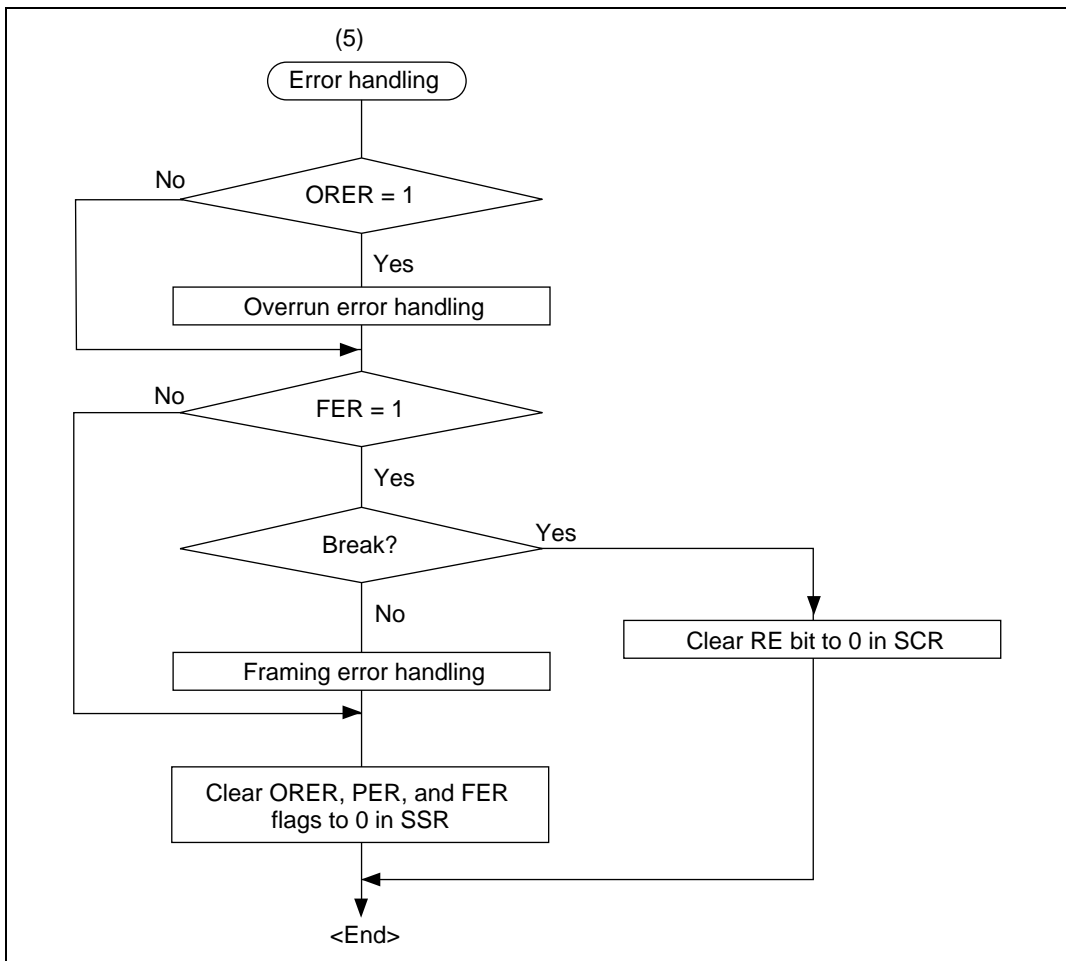 (5)
Error handling
No
ORER = 1
Yes
Overrun error handling
No
FER = 1
Yes
Break?
Yes
No
Clear RE bit to 0 in SCR
Framing error handling
Clear ORER, PER, and FER
flags to 0 in SSR
<End>